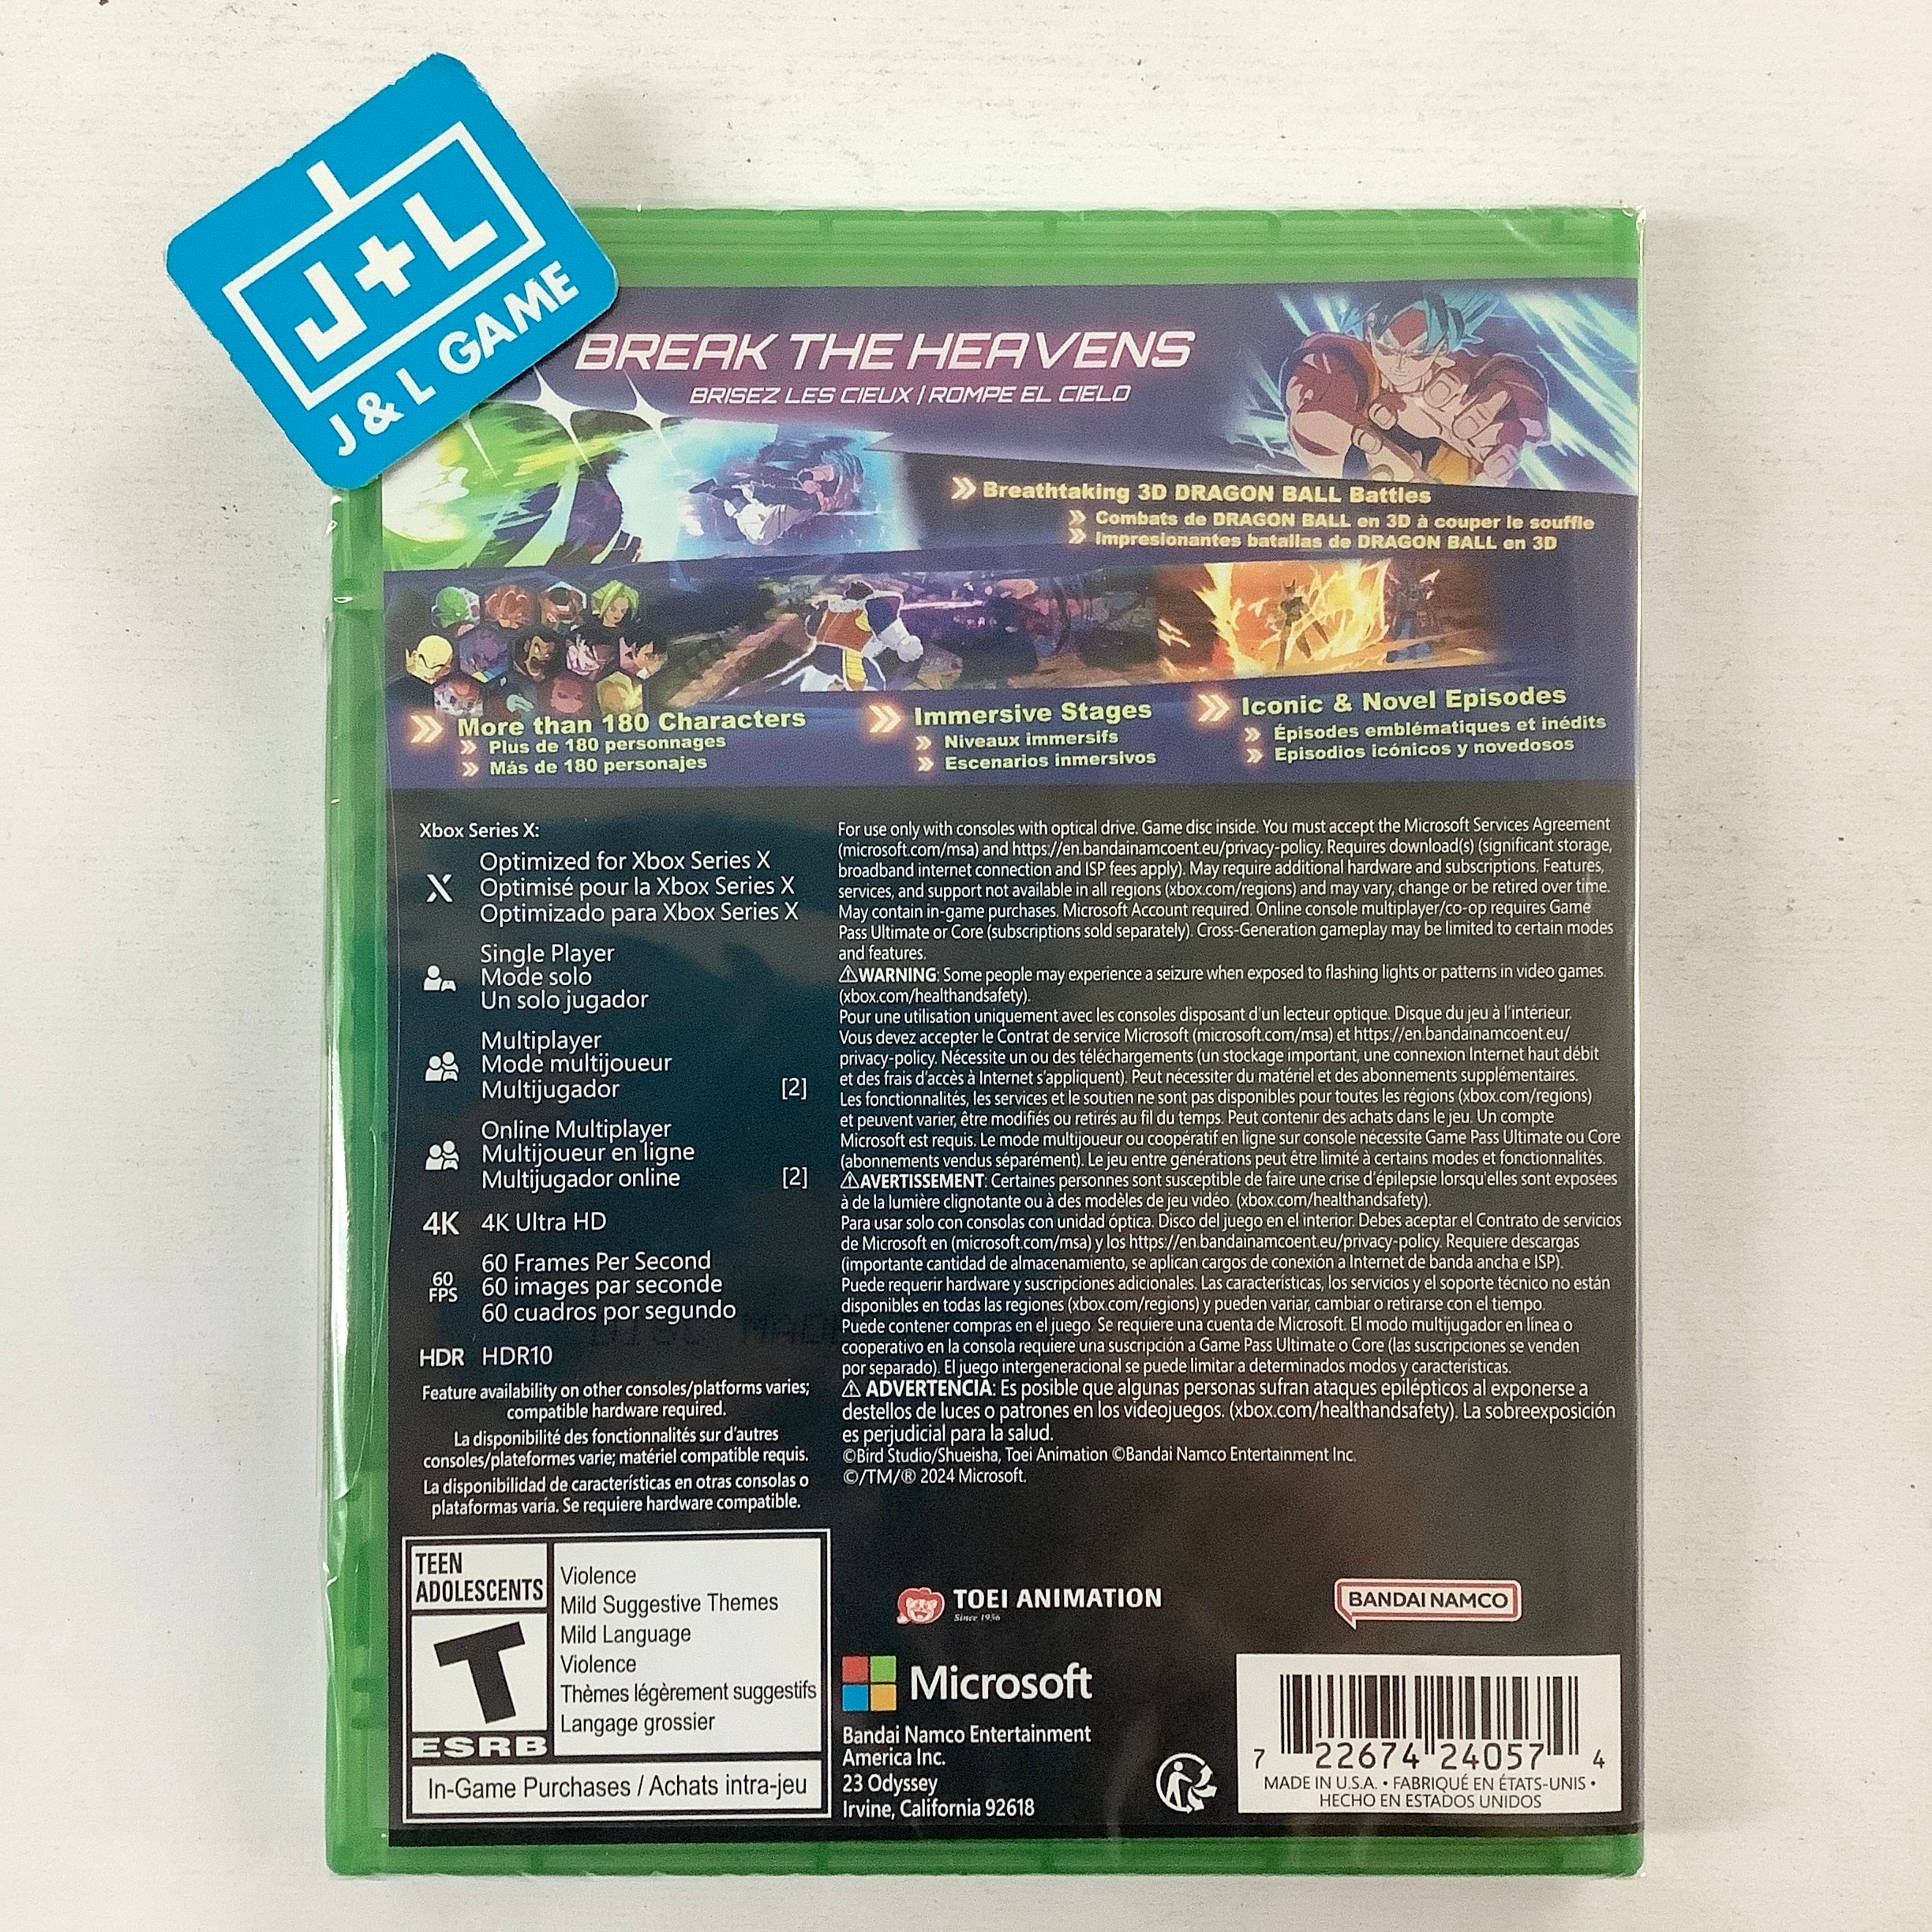 J+L
J & L GAME
BREAK THE HEAVENS
BRISEZ LES CIEUX | ROMPE EL CIELO
Breathtaking 3D DRAGON BALL Battles
Combats de DRAGON BALL en 3D à couper le souffle
Impresionantes batallas de DRAGON BALL en 3D
More than 180 Characters
Plus de 180 personnages
Más de 180 personajes
Immersive Stages
Niveaux immersifs
Escenarios inmersivos
Iconic & Novel Episodes
Épisodes emblématiques et inédits
Episodios icónicos y novedosos
Xbox Series X:
X
Optimized for Xbox Series X
Optimisé pour la Xbox Series X
Optimizado para Xbox Series X
Single Player
Mode solo
Un solo jugador
Multiplayer
Mode multijoueur
Multijugador [2]
Online Multiplayer
Multijoueur en ligne
Multijugador online [2]
4K 4K Ultra HD
60 FPS
60 Frames Per Second
60 images par seconde
60 cuadros por segundo
HDR HDR10
Feature availability on other consoles/platforms varies;
compatible hardware required.
La disponibilité des fonctionnalités sur d'autres
consoles/plateformes varie; matériel compatible requis.
La disponibilidad de características en otras consolas o
plataformas varía. Se requiere hardware compatible.
For use only with consoles with optical drive. Game disc inside. You must accept the Microsoft Services Agreement
(microsoft.com/msa) and https://en.bandainamcoent.eu/privacy-policy. Requires download(s) (significant storage,
broadband internet connection and ISP fees apply). May require additional hardware and subscriptions. Features,
services, and support not available in all regions (xbox.com/regions) and may vary, change or be retired over time.
May contain in-game purchases. Microsoft Account required. Online console multiplayer/co-op requires Game
Pass Ultimate or Core (subscriptions sold separately). Cross-Generation gameplay may be limited to certain modes
and features.
⚠WARNING: Some people may experience a seizure when exposed to flashing lights or patterns in video games.
(xbox.com/healthandsafety).
Pour une utilisation uniquement avec les consoles disposant d'un lecteur optique. Disque du jeu à l'intérieur.
Vous devez accepter le Contrat de service Microsoft (microsoft.com/msa) et https://en.bandainamcoent.eu/
privacy-policy. Nécessite un ou des téléchargements (un stockage important, une connexion Internet haut débit
et des frais d'accès à Internet s'appliquent). Peut nécessiter du matériel et des abonnements supplémentaires.
Les fonctionnalités, les services et le soutien ne sont pas disponibles pour toutes les régions (xbox.com/regions)
et peuvent varier, être modifiés ou retirés au fil du temps. Peut contenir des achats dans le jeu. Un compte
Microsoft est requis. Le mode multijoueur ou coopératif en ligne sur console nécessite Game Pass Ultimate ou Core
(abonnements vendus séparément). Le jeu entre générations peut être limité à certains modes et fonctionnalités.
⚠AVERTISSEMENT: Certaines personnes sont susceptible de faire une crise d'épilepsie lorsqu'elles sont exposées
à de la lumière clignotante ou à des modèles de jeu vidéo. (xbox.com/healthandsafety).
Para usar solo con consolas con unidad óptica. Disco del juego en el interior. Debes aceptar el Contrato de servicios
de Microsoft en (microsoft.com/msa) y los https://en.bandainamcoent.eu/privacy-policy. Requiere descargas
(importante cantidad de almacenamiento, se aplican cargos de conexión a Internet de banda ancha e ISP).
Puede requerir hardware y suscripciones adicionales. Las características, los servicios y el soporte técnico no están
disponibles en todas las regiones (xbox.com/regions) y pueden variar, cambiar o retirarse con el tiempo.
Puede contener compras en el juego. Se requiere una cuenta de Microsoft. El modo multijugador en línea o
cooperativo en la consola requiere una suscripción a Game Pass Ultimate o Core (las suscripciones se venden
por separado). El juego intergeneracional se puede limitar a determinados modos y características.
⚠ ADVERTENCIA: Es posible que algunas personas sufran ataques epilépticos al exponerse a
destellos de luces o patrones en los videojuegos. (xbox.com/healthandsafety). La sobreexposición
es perjudicial para la salud.
©Bird Studio/Shueisha, Toei Animation ©Bandai Namco Entertainment Inc.
©/TM/® 2024 Microsoft.
TEEN
ADOLESCENTS
T
ESRB
Violence
Mild Suggestive Themes
Mild Language
Violence
Thèmes légèrement suggestifs
Langage grossier
In-Game Purchases / Achats intra-jeu
TOEI ANIMATION
Since 1956
BANDAI NAMCO
Microsoft
Bandai Namco Entertainment
America Inc.
23 Odyssey
Irvine, California 92618
7 22674 24057 4
MADE IN U.S.A. • FABRIQUÉ EN ÉTATS-UNIS •
HECHO EN ESTADOS UNIDOS